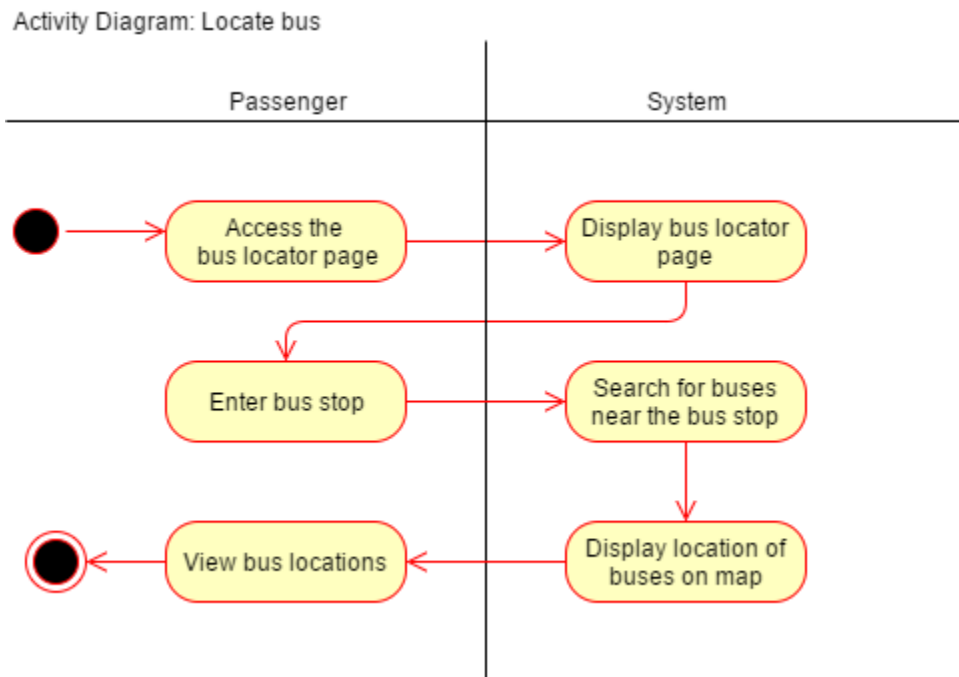 Activity Diagram: Locate bus
Passenger
System
Access the
bus locator page
Display bus locator
page
Enter bus stop
Search for buses
near the bus stop
View bus locations
Display location of
buses on map